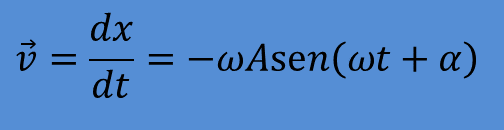 v⃗ = dx/dt = −ωAsen(ωt + α)